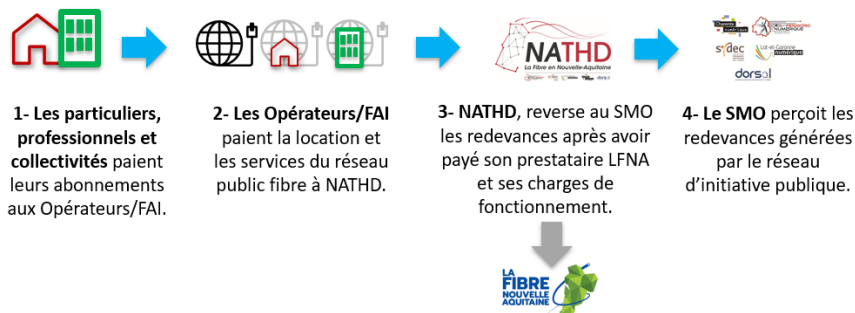 NATHD
La Fibre en Nouvelle-Aquitaine
dorsal
1- Les particuliers,
professionnels et
collectivités paient
leurs abonnements
aux Opérateurs/FAI.
2- Les Opérateurs/FAI
paient la location et
les services du réseau
public fibre à NATHD.
3- NATHD, reverse au SMO
les redevances après avoir
payé son prestataire LFNA
et ses charges de
fonctionnement.
4- Le SMO perçoit les
redevances générées
par le réseau
d’initiative publique.
LA
FIBRE
NOUVELLE
AQUITAINE